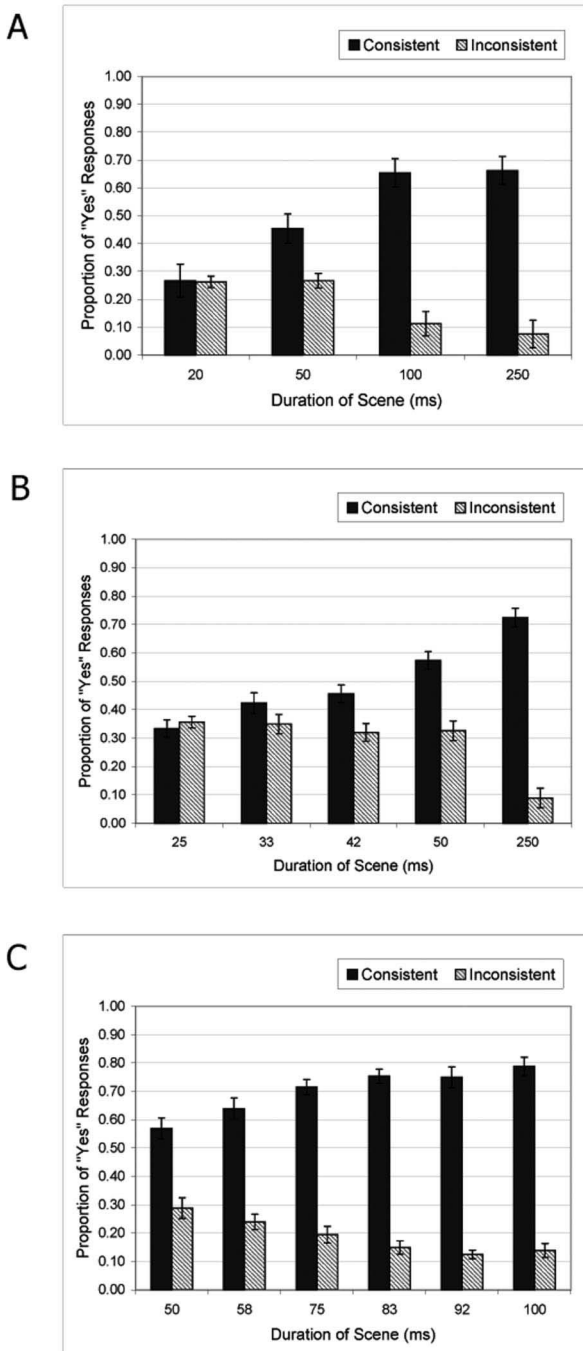 A
Consistent Inconsistent
1.00
0.90
0.80
0.70
0.60
0.50
0.40
0.30
0.20
0.10
0.00
Proportion of "Yes" Responses
20 50 100 250
Duration of Scene (ms)
B
Consistent Inconsistent
1.00
0.90
0.80
0.70
0.60
0.50
0.40
0.30
0.20
0.10
0.00
Proportion of "Yes" Responses
25 33 42 50 250
Duration of Scene (ms)
C
Consistent Inconsistent
1.00
0.90
0.80
0.70
0.60
0.50
0.40
0.30
0.20
0.10
0.00
Proportion of "Yes" Responses
50 58 75 83 92 100
Duration of Scene (ms)